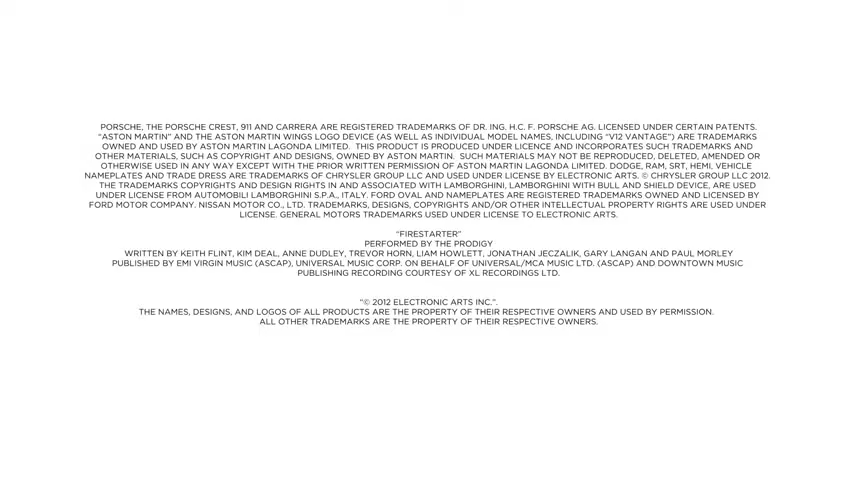 PORSCHE, THE PORSCHE CREST, 911 AND CARRERA ARE REGISTERED TRADEMARKS OF DR. ING. H.C. F. PORSCHE AG. LICENSED UNDER CERTAIN PATENTS.
"ASTON MARTIN" AND THE ASTON MARTIN WINGS LOGO DEVICE (AS WELL AS INDIVIDUAL MODEL NAMES, INCLUDING "V12 VANTAGE") ARE TRADEMARKS
OWNED AND USED BY ASTON MARTIN LAGONDA LIMITED. THIS PRODUCT IS PRODUCED UNDER LICENCE AND INCORPORATES SUCH TRADEMARKS AND
OTHER MATERIALS, SUCH AS COPYRIGHT AND DESIGNS, OWNED BY ASTON MARTIN. SUCH MATERIALS MAY NOT BE REPRODUCED, DELETED, AMENDED OR
OTHERWISE USED IN ANY WAY EXCEPT WITH THE PRIOR WRITTEN PERMISSION OF ASTON MARTIN LAGONDA LIMITED. DODGE, RAM, SRT, HEMI, VEHICLE
NAMEPLATES AND TRADE DRESS ARE TRADEMARKS OF CHRYSLER GROUP LLC AND USED UNDER LICENSE BY ELECTRONIC ARTS. © CHRYSLER GROUP LLC 2012.
THE TRADEMARKS COPYRIGHTS AND DESIGN RIGHTS IN AND ASSOCIATED WITH LAMBORGHINI, LAMBORGHINI WITH BULL AND SHIELD DEVICE, ARE USED
UNDER LICENSE FROM AUTOMOBILI LAMBORGHINI S.P.A., ITALY. FORD OVAL AND NAMEPLATES ARE REGISTERED TRADEMARKS OWNED AND LICENSED BY
FORD MOTOR COMPANY. NISSAN MOTOR CO., LTD. TRADEMARKS, DESIGNS, COPYRIGHTS AND/OR OTHER INTELLECTUAL PROPERTY RIGHTS ARE USED UNDER
LICENSE. GENERAL MOTORS TRADEMARKS USED UNDER LICENSE TO ELECTRONIC ARTS.
"FIRESTARTER"
PERFORMED BY THE PRODIGY
WRITTEN BY KEITH FLINT, KIM DEAL, ANNE DUDLEY, TREVOR HORN, LIAM HOWLETT, JONATHAN JECZALIK, GARY LANGAN AND PAUL MORLEY
PUBLISHED BY EMI VIRGIN MUSIC (ASCAP), UNIVERSAL MUSIC CORP. ON BEHALF OF UNIVERSAL/MCA MUSIC LTD. (ASCAP) AND DOWNTOWN MUSIC
PUBLISHING RECORDING COURTESY OF XL RECORDINGS LTD.
"© 2012 ELECTRONIC ARTS INC.".
THE NAMES, DESIGNS, AND LOGOS OF ALL PRODUCTS ARE THE PROPERTY OF THEIR RESPECTIVE OWNERS AND USED BY PERMISSION.
ALL OTHER TRADEMARKS ARE THE PROPERTY OF THEIR RESPECTIVE OWNERS.